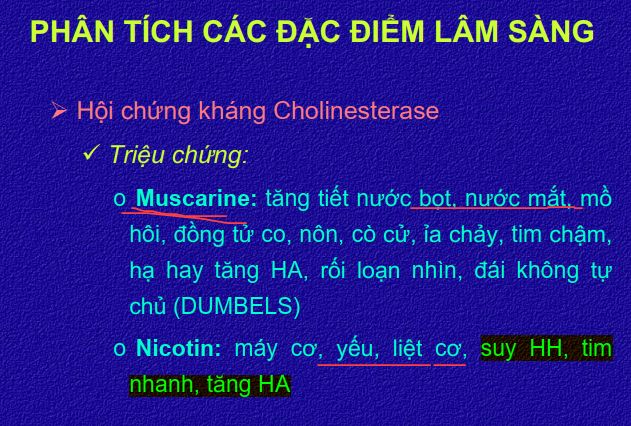 PHÂN TÍCH CÁC ĐẶC ĐIỂM LÂM SÀNG
➢ Hội chứng kháng Cholinesterase
✓ Triệu chứng:
o Muscarine: tăng tiết nước bọt, nước mắt, mồ
hôi, đồng tử co, nôn, cò cử, ỉa chảy, tim chậm,
hạ hay tăng HA, rối loạn nhìn, đái không tự
chủ (DUMBELS)
o Nicotin: máy cơ, yếu, liệt cơ, suy HH, tim
nhanh, tăng HA